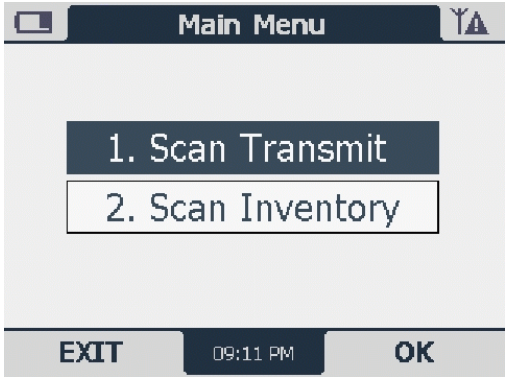 Main Menu
1. Scan Transmit
2. Scan Inventory
EXIT 09:11 PM OK